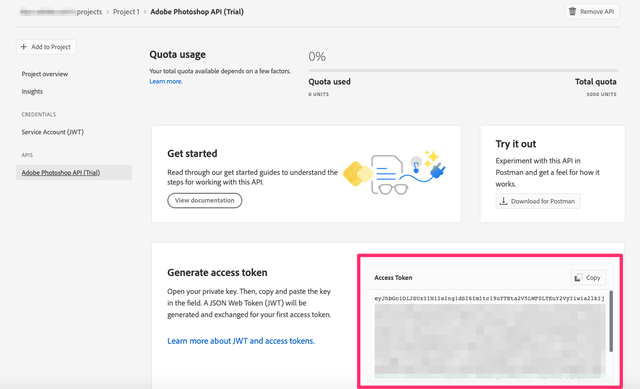 projects > Project 1 > Adobe Photoshop API (Trial)
Remove API
+ Add to Project
Project overview
Insights
CREDENTIALS
Service Account (JWT)
APIS
Adobe Photoshop API (Trial)
Quota usage
Your total quota available depends on a few factors.
Learn more.
0%
Quota used
Total quota
0 UNITS
5000 UNITS
Get started
Read through our get started guides to understand the
steps for working with this API.
View documentation
Try it out
Experiment with this API in
Postman and get a feel for how it
works.
Download for Postman
Generate access token
Open your private key. Then, copy and paste the key
in the field. A JSON Web Token (JWT) will be
generated and exchanged for your first access token.
Learn more about JWT and access tokens.
Access Token
Copy